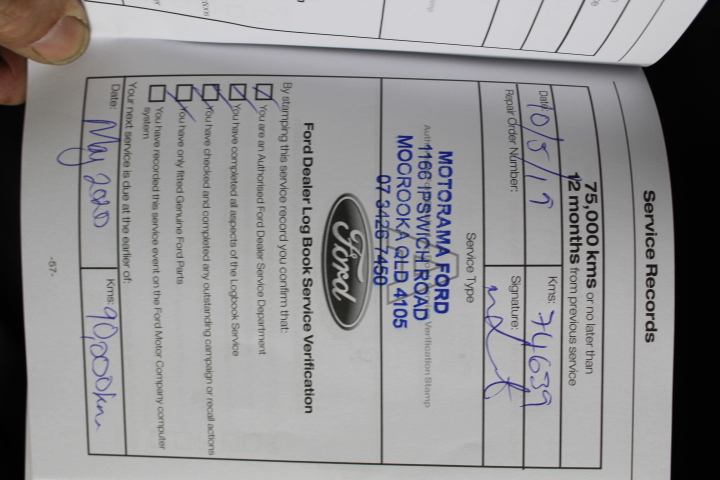 Service Records
75,000 kms or no later than
12 months from previous service
Date: 10/5/19
Kms: 74639
Repair Order Number:
Signature:
Service Type
MOTORAMA FORD
1166 IPSWICH ROAD
MOOROOKA QLD 4105
07 3426 7450
Verification Stamp
Ford
Ford Dealer Log Book Service Verification
By stamping this service record you confirm that:
You are an Authorised Ford Dealer Service Department
You have completed all aspects of the Logbook Service
You have checked and completed any outstanding campaign or recall actions
You have only fitted Genuine Ford Parts
You have recorded this service event on the Ford Motor Company computer
system
Your next service is due at the earlier of:
Date: May 2020
Kms: 90,000km
-57-